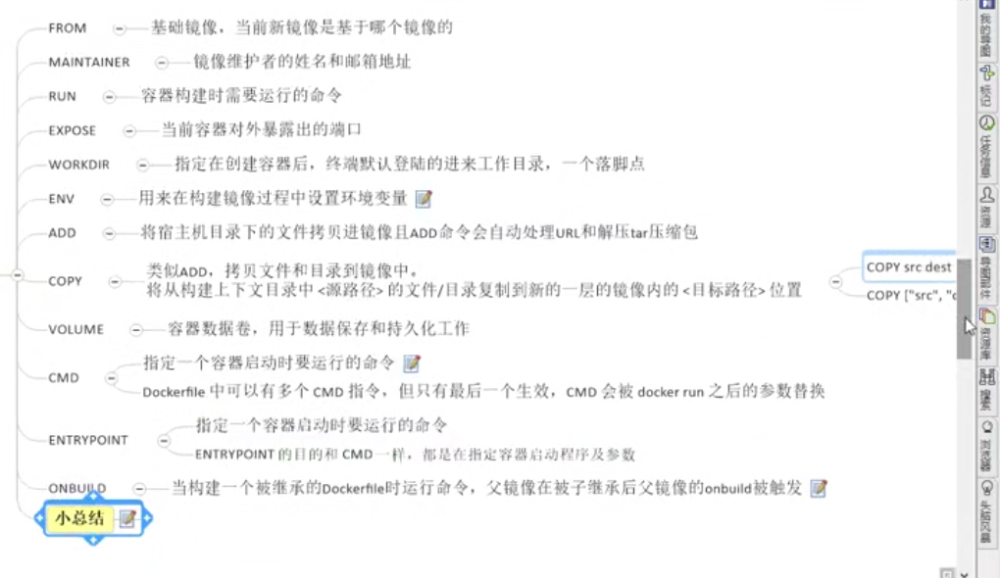 FROM 基础镜像，当前新镜像是基于哪个镜像的
MAINTAINER 镜像维护者的姓名和邮箱地址
RUN 容器构建时需要运行的命令
EXPOSE 当前容器对外暴露出的端口
WORKDIR 指定在创建容器后，终端默认登陆的进来工作目录，一个落脚点
ENV 用来在构建镜像过程中设置环境变量
ADD 将宿主机目录下的文件拷贝进镜像且ADD命令会自动处理URL和解压tar压缩包
COPY 类似ADD，拷贝文件和目录到镜像中。
将从构建上下文目录中 <源路径> 的文件/目录复制到新的一层的镜像内的 <目标路径> 位置
COPY src dest
COPY ["src", "d
VOLUME 容器数据卷，用于数据保存和持久化工作
CMD 指定一个容器启动时要运行的命令
Dockerfile 中可以有多个 CMD 指令，但只有最后一个生效，CMD 会被 docker run 之后的参数替换
ENTRYPOINT 指定一个容器启动时要运行的命令
ENTRYPOINT 的目的和 CMD 一样，都是在指定容器启动程序及参数
ONBUILD 当构建一个被继承的Dockerfile时运行命令，父镜像在被子继承后父镜像的onbuild被触发
小总结
我的导图
标记
任务信息
资源
导图部件
资源库
搜索
浏览器
头脑风暴